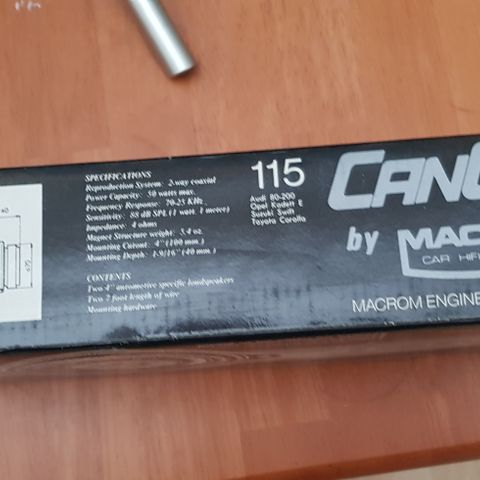 SPECIFICATIONS
Reproduction System: 2-way coaxial
Power Capacity: 50 watts max.
Frequency Response: 70-25 KHz
Sensitivity: 88 dB SPL (1 watt, 1 metre)
Impedance: 4 ohms
Magnet Structure weight: 5.4 oz.
Mounting Cutout: 4" (100 mm.)
Mounting Depth: 1-9/16" (40 mm.)
CONTENTS
Two 4" automotive specific loudspeakers
Two 7 foot length of wire
Mounting hardware
115
Audi 80-200
Opel Kadett E
Suzuki Swift
Toyota Corolla
by
CAR HIFI
MACROM ENGINE
40